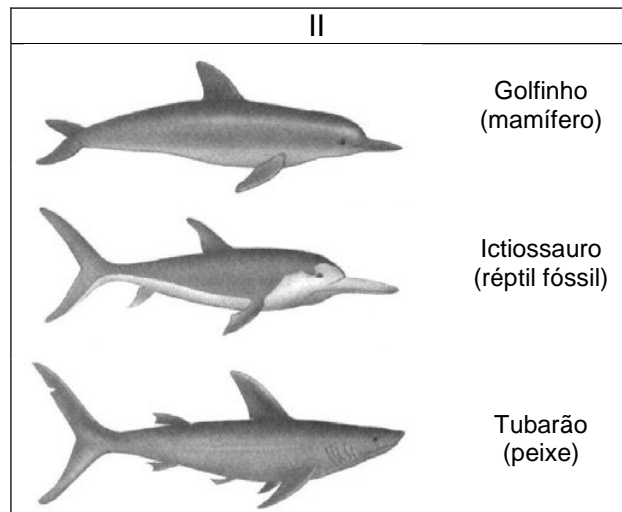 II
Golfinho
(mamífero)
Ictiossauro
(réptil fóssil)
Tubarão
(peixe)